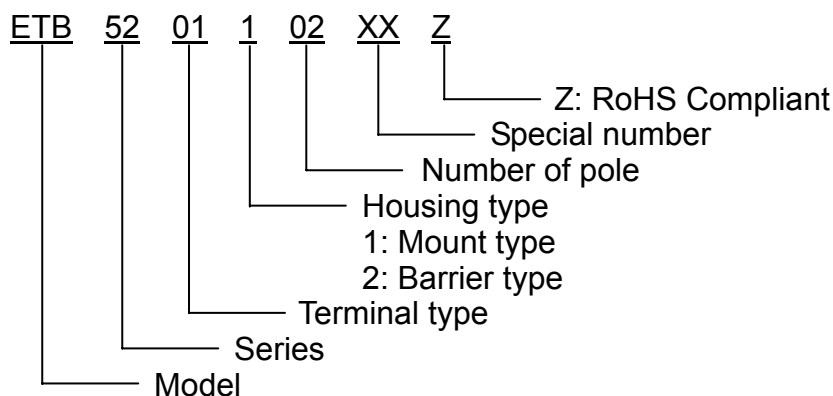 ETB 52 01 1 02 XX Z
Z: RoHS Compliant
Special number
Number of pole
Housing type
1: Mount type
2: Barrier type
Terminal type
Series
Model